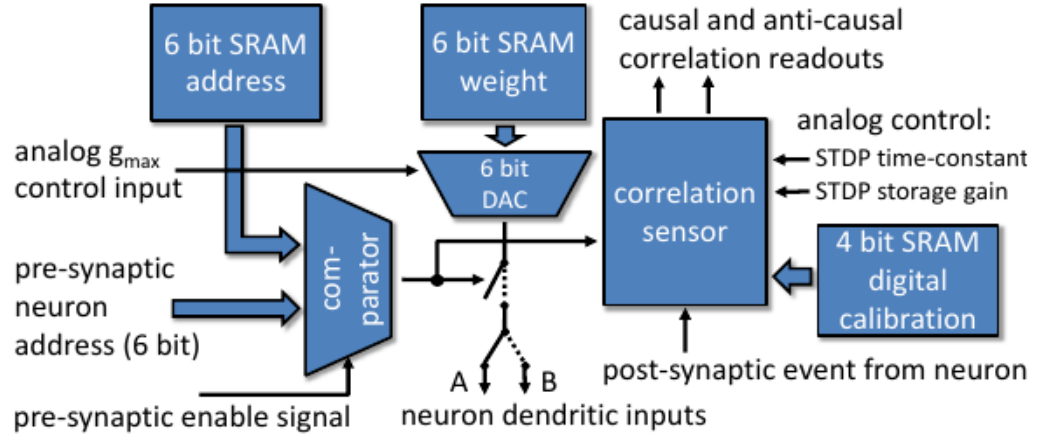 6 bit SRAM
address
6 bit SRAM
weight
causal and anti-causal
correlation readouts
analog gmax
control input
6 bit
DAC
correlation
sensor
analog control:
STDP time-constant
STDP storage gain
4 bit SRAM
digital
calibration
pre-synaptic
neuron
address (6 bit)
com-
parator
pre-synaptic enable signal
A
B
neuron dendritic inputs
post-synaptic event from neuron